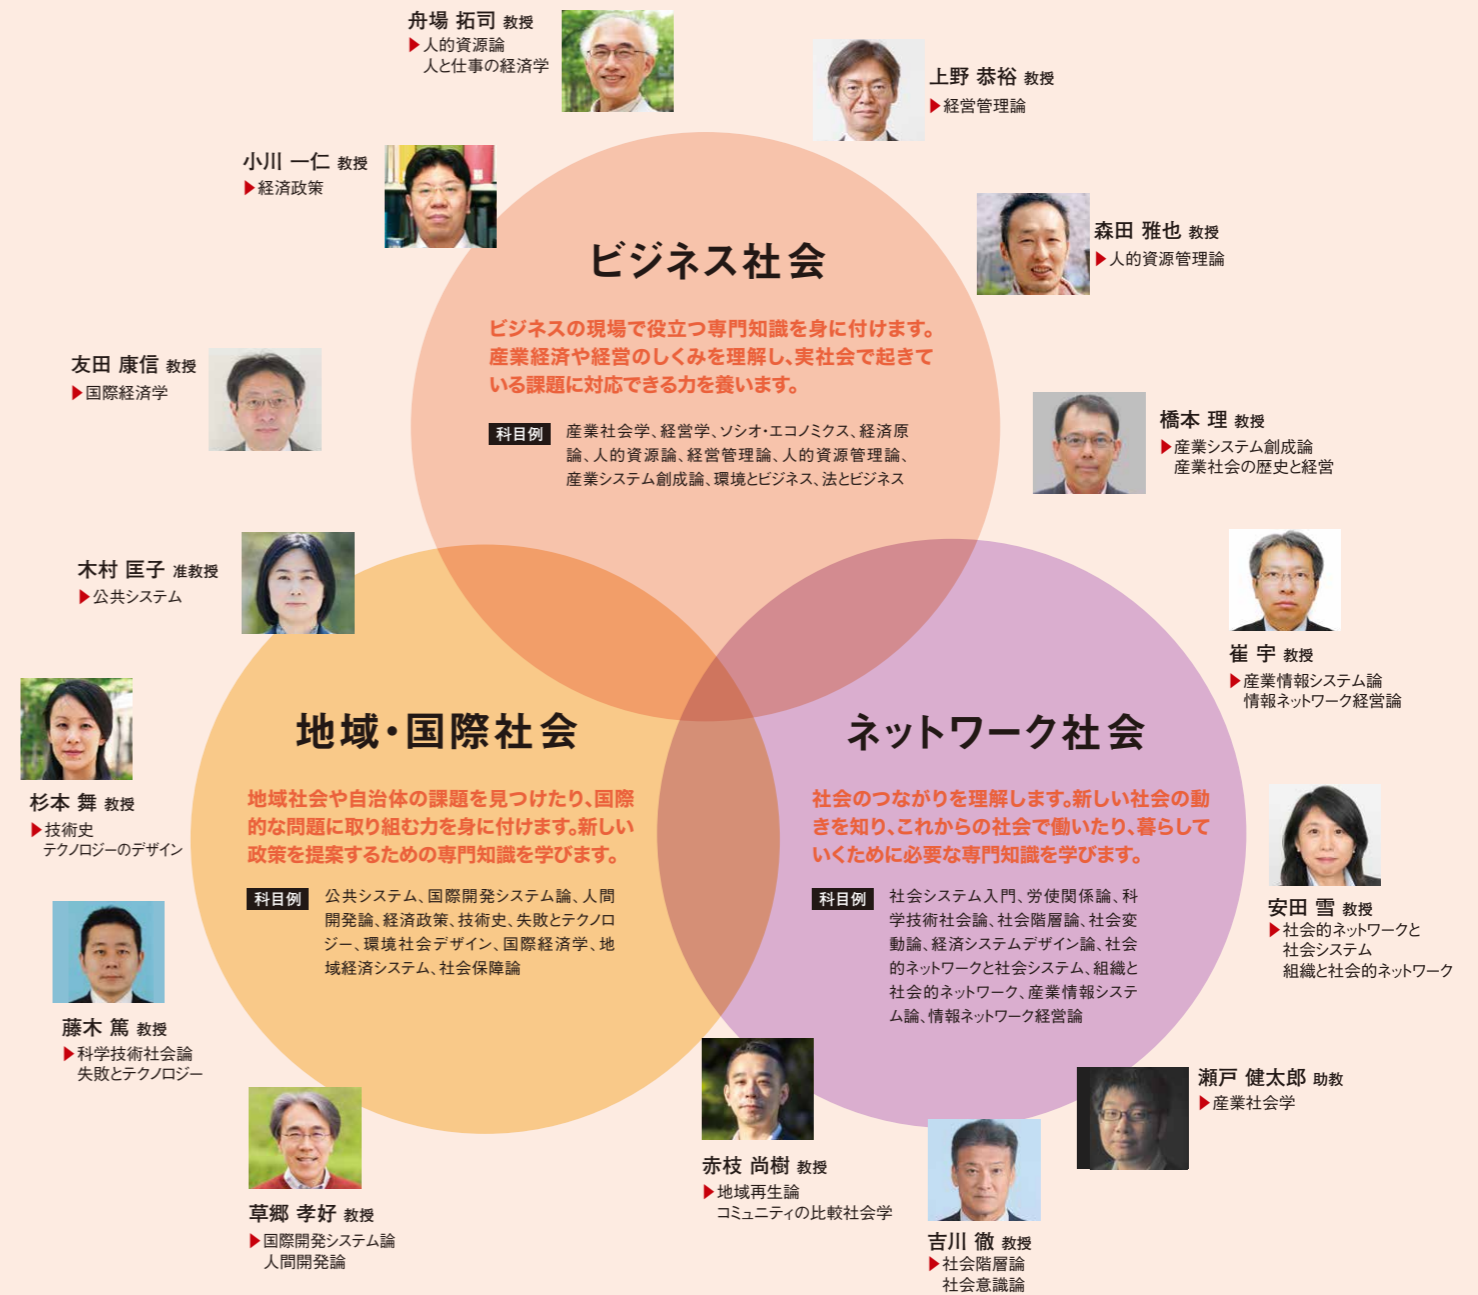 舟場 拓司 教授
▶人的資源論
人と仕事の経済学
上野 恭裕 教授
▶経営管理論
小川 一仁 教授
▶経済政策
森田 雅也 教授
▶人的資源管理論
ビジネス社会
ビジネスの現場で役立つ専門知識を身に付けます。
産業経済や経営のしくみを理解し、実社会で起きて
いる課題に対応できる力を養います。
科目例
産業社会学、経営学、ソシオ・エコノミクス、経済原
論、人的資源論、経営管理論、人的資源管理論、
産業システム創成論、環境とビジネス、法とビジネス
友田 康信 教授
▶国際経済学
橋本 理 教授
▶産業システム創成論
産業社会の歴史と経営
木村 匡子 准教授
▶公共システム
崔 宇 教授
▶産業情報システム論
情報ネットワーク経営論
杉本 舞 教授
▶技術史
テクノロジーのデザイン
地域・国際社会
地域社会や自治体の課題を見つけたり、国際
的な問題に取り組む力を身に付けます。新しい
政策を提案するための専門知識を学びます。
科目例
公共システム、国際開発システム論、人間
開発論、経済政策、技術史、失敗とテクノロ
ジー、環境社会デザイン、国際経済学、地
域経済システム、社会保障論
ネットワーク社会
社会のつながりを理解します。新しい社会の動
きを知り、これからの社会で働いたり、暮らして
いくために必要な専門知識を学びます。
科目例
社会システム入門、労使関係論、科
学技術社会論、社会階層論、社会変
動論、経済システムデザイン論、社会
的ネットワークと社会システム、組織と
社会的ネットワーク、産業情報システ
ム論、情報ネットワーク経営論
安田 雪 教授
▶社会的ネットワークと
社会システム
組織と社会的ネットワーク
藤木 篤 教授
▶科学技術社会論
失敗とテクノロジー
草郷 孝好 教授
▶国際開発システム論
人間開発論
赤枝 尚樹 教授
▶地域再生論
コミュニティの比較社会学
吉川 徹 教授
▶社会階層論
社会意識論
瀬戸 健太郎 助教
▶産業社会学